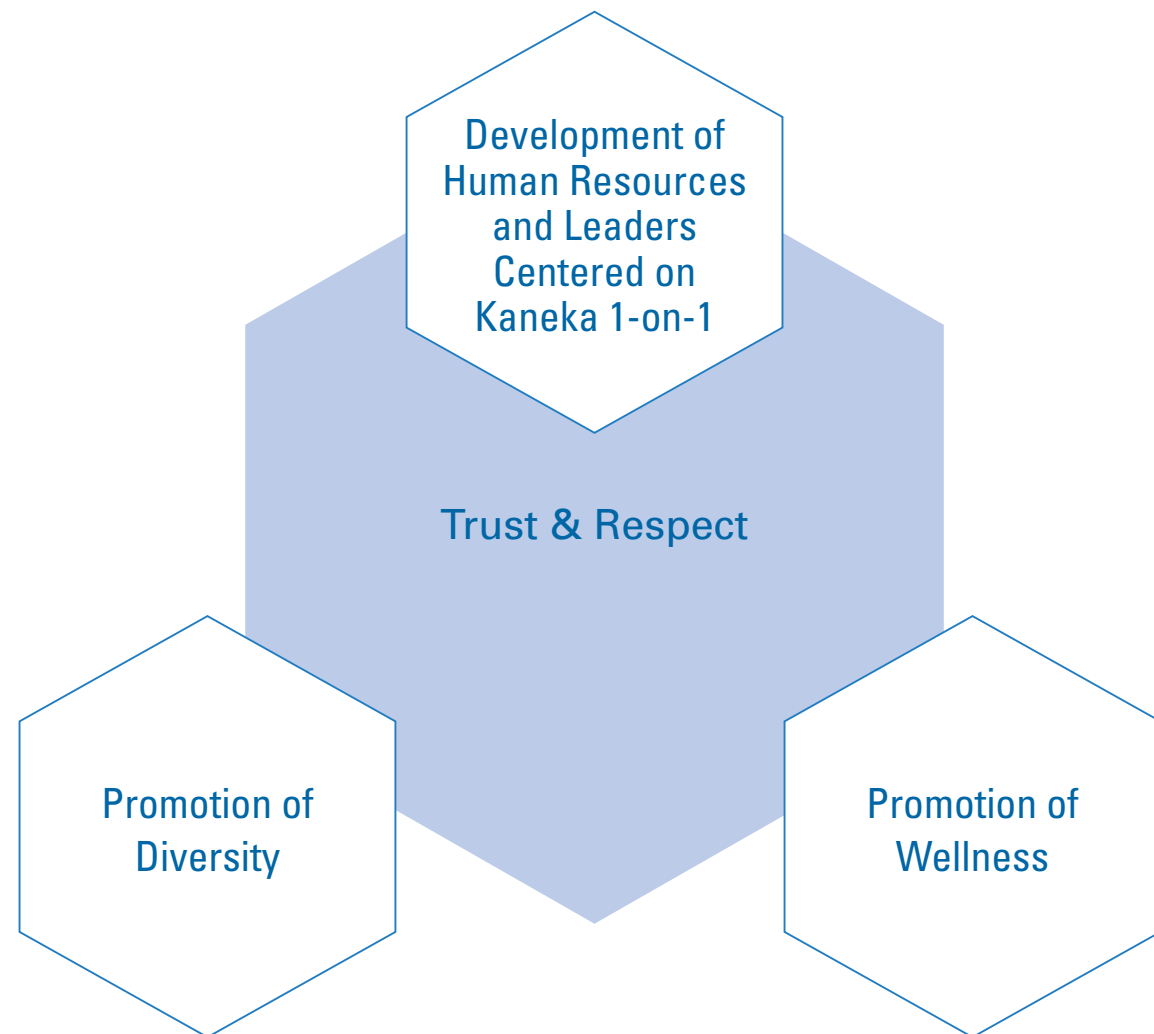 Development of
Human Resources
and Leaders
Centered on
Kaneka 1-on-1
Trust & Respect
Promotion of
Diversity
Promotion of
Wellness